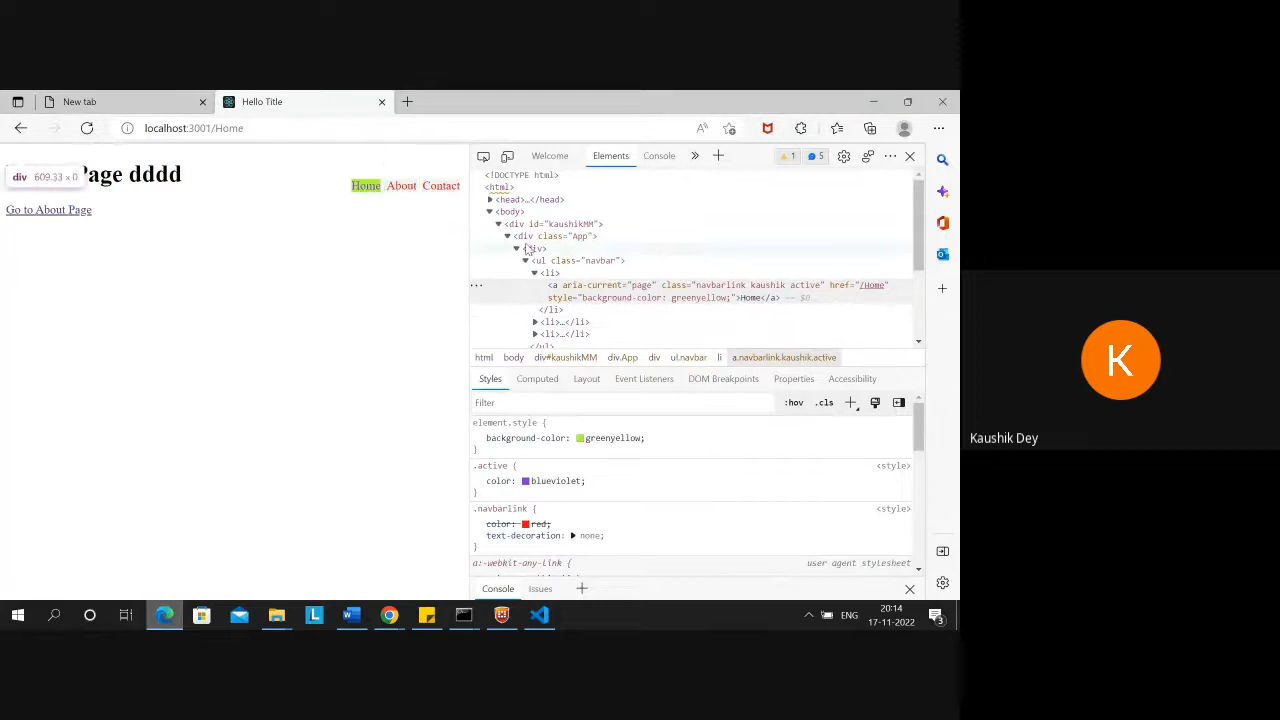 New tab
Hello Title
localhost:3001/Home
div 609.33 × 0
Page dddd
Home About Contact
Go to About Page
Welcome Elements Console 1 5
<!DOCTYPE html>
<html>
<head>…</head>
<body>
<div id="kaushikMM">
<div class="App">
<div>
<ul class="navbar">
<li>
<a aria-current="page" class="navbarlink kaushik active" href="/Home"
style="background-color: greenyellow;">Home</a> == $0
</li>
<li>…</li>
<li>…</li>
</ul>
html body div#kaushikMM div.App div ul.navbar li a.navbarlink.kaushik.active
Styles Computed Layout Event Listeners DOM Breakpoints Properties Accessibility
Filter :hov .cls
element.style {
background-color: greenyellow;
}
.active { <style>
color: blueviolet;
}
.navbarlink { <style>
color: red;
text-decoration: none;
}
a:-webkit-any-link { user agent stylesheet
Console Issues
K
Kaushik Dey
ENG
20:14
17-11-2022
3